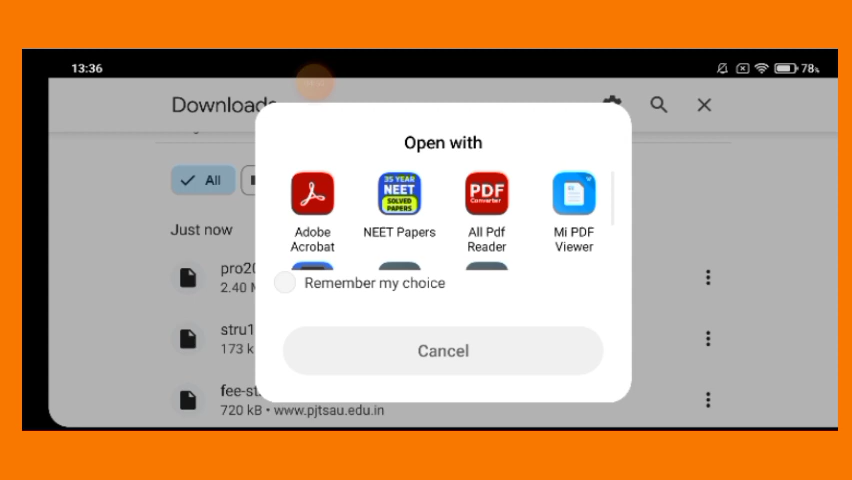 13:36
78%
Downloads
Open with
All
35 YEAR
NEET
SOLVED
PAPERS
PDF
Converter
Adobe
Acrobat
NEET Papers
All Pdf
Reader
Mi PDF
Viewer
Just now
Remember my choice
2.40
stru1
173 k
Cancel
fee-st
720 kB • www.pjtsau.edu.in